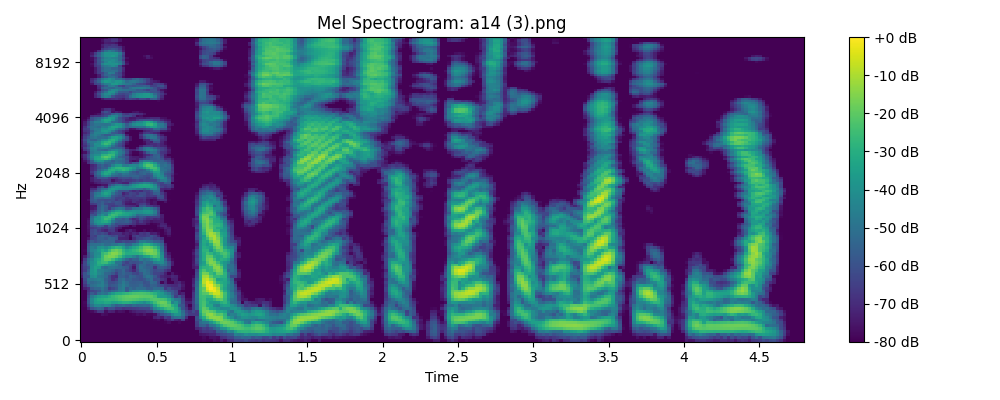 Mel Spectrogram: a14 (3).png
+0 dB
8192
-10 dB
4096
-20 dB
-30 dB
2048
Hz
-40 dB
1024
-50 dB
-60 dB
512
-70 dB
0
-80 dB
0 0.5 1 1.5 2 2.5 3 3.5 4 4.5
Time